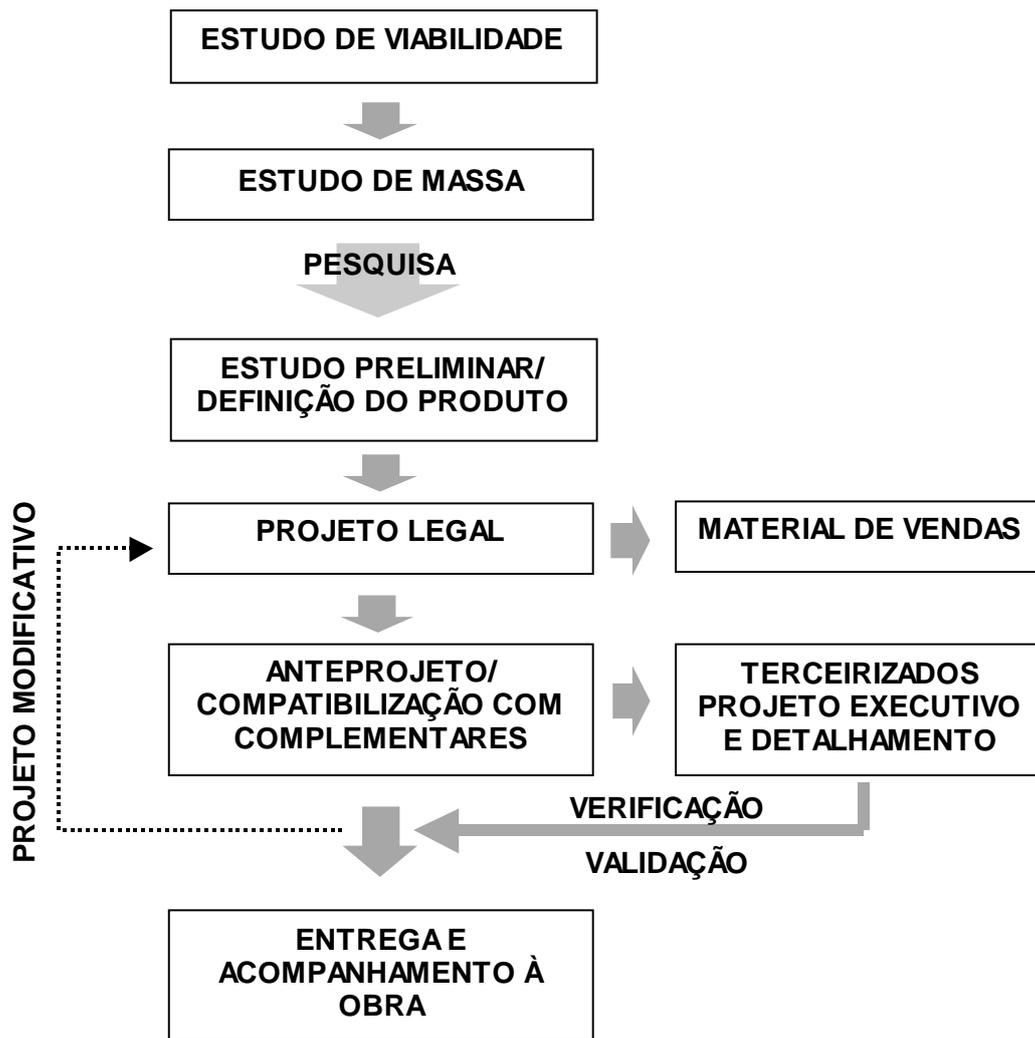 ESTUDO DE VIABILIDADE
ESTUDO DE MASSA
PESQUISA
ESTUDO PRELIMINAR/
DEFINIÇÃO DO PRODUTO
PROJETO LEGAL
MATERIAL DE VENDAS
PROJETO MODIFICATIVO
ANTEPROJETO/
COMPATIBILIZAÇÃO COM
COMPLEMENTARES
TERCEIRIZADOS
PROJETO EXECUTIVO
E DETALHAMENTO
VERIFICAÇÃO
VALIDAÇÃO
ENTREGA E
ACOMPANHAMENTO À
OBRA